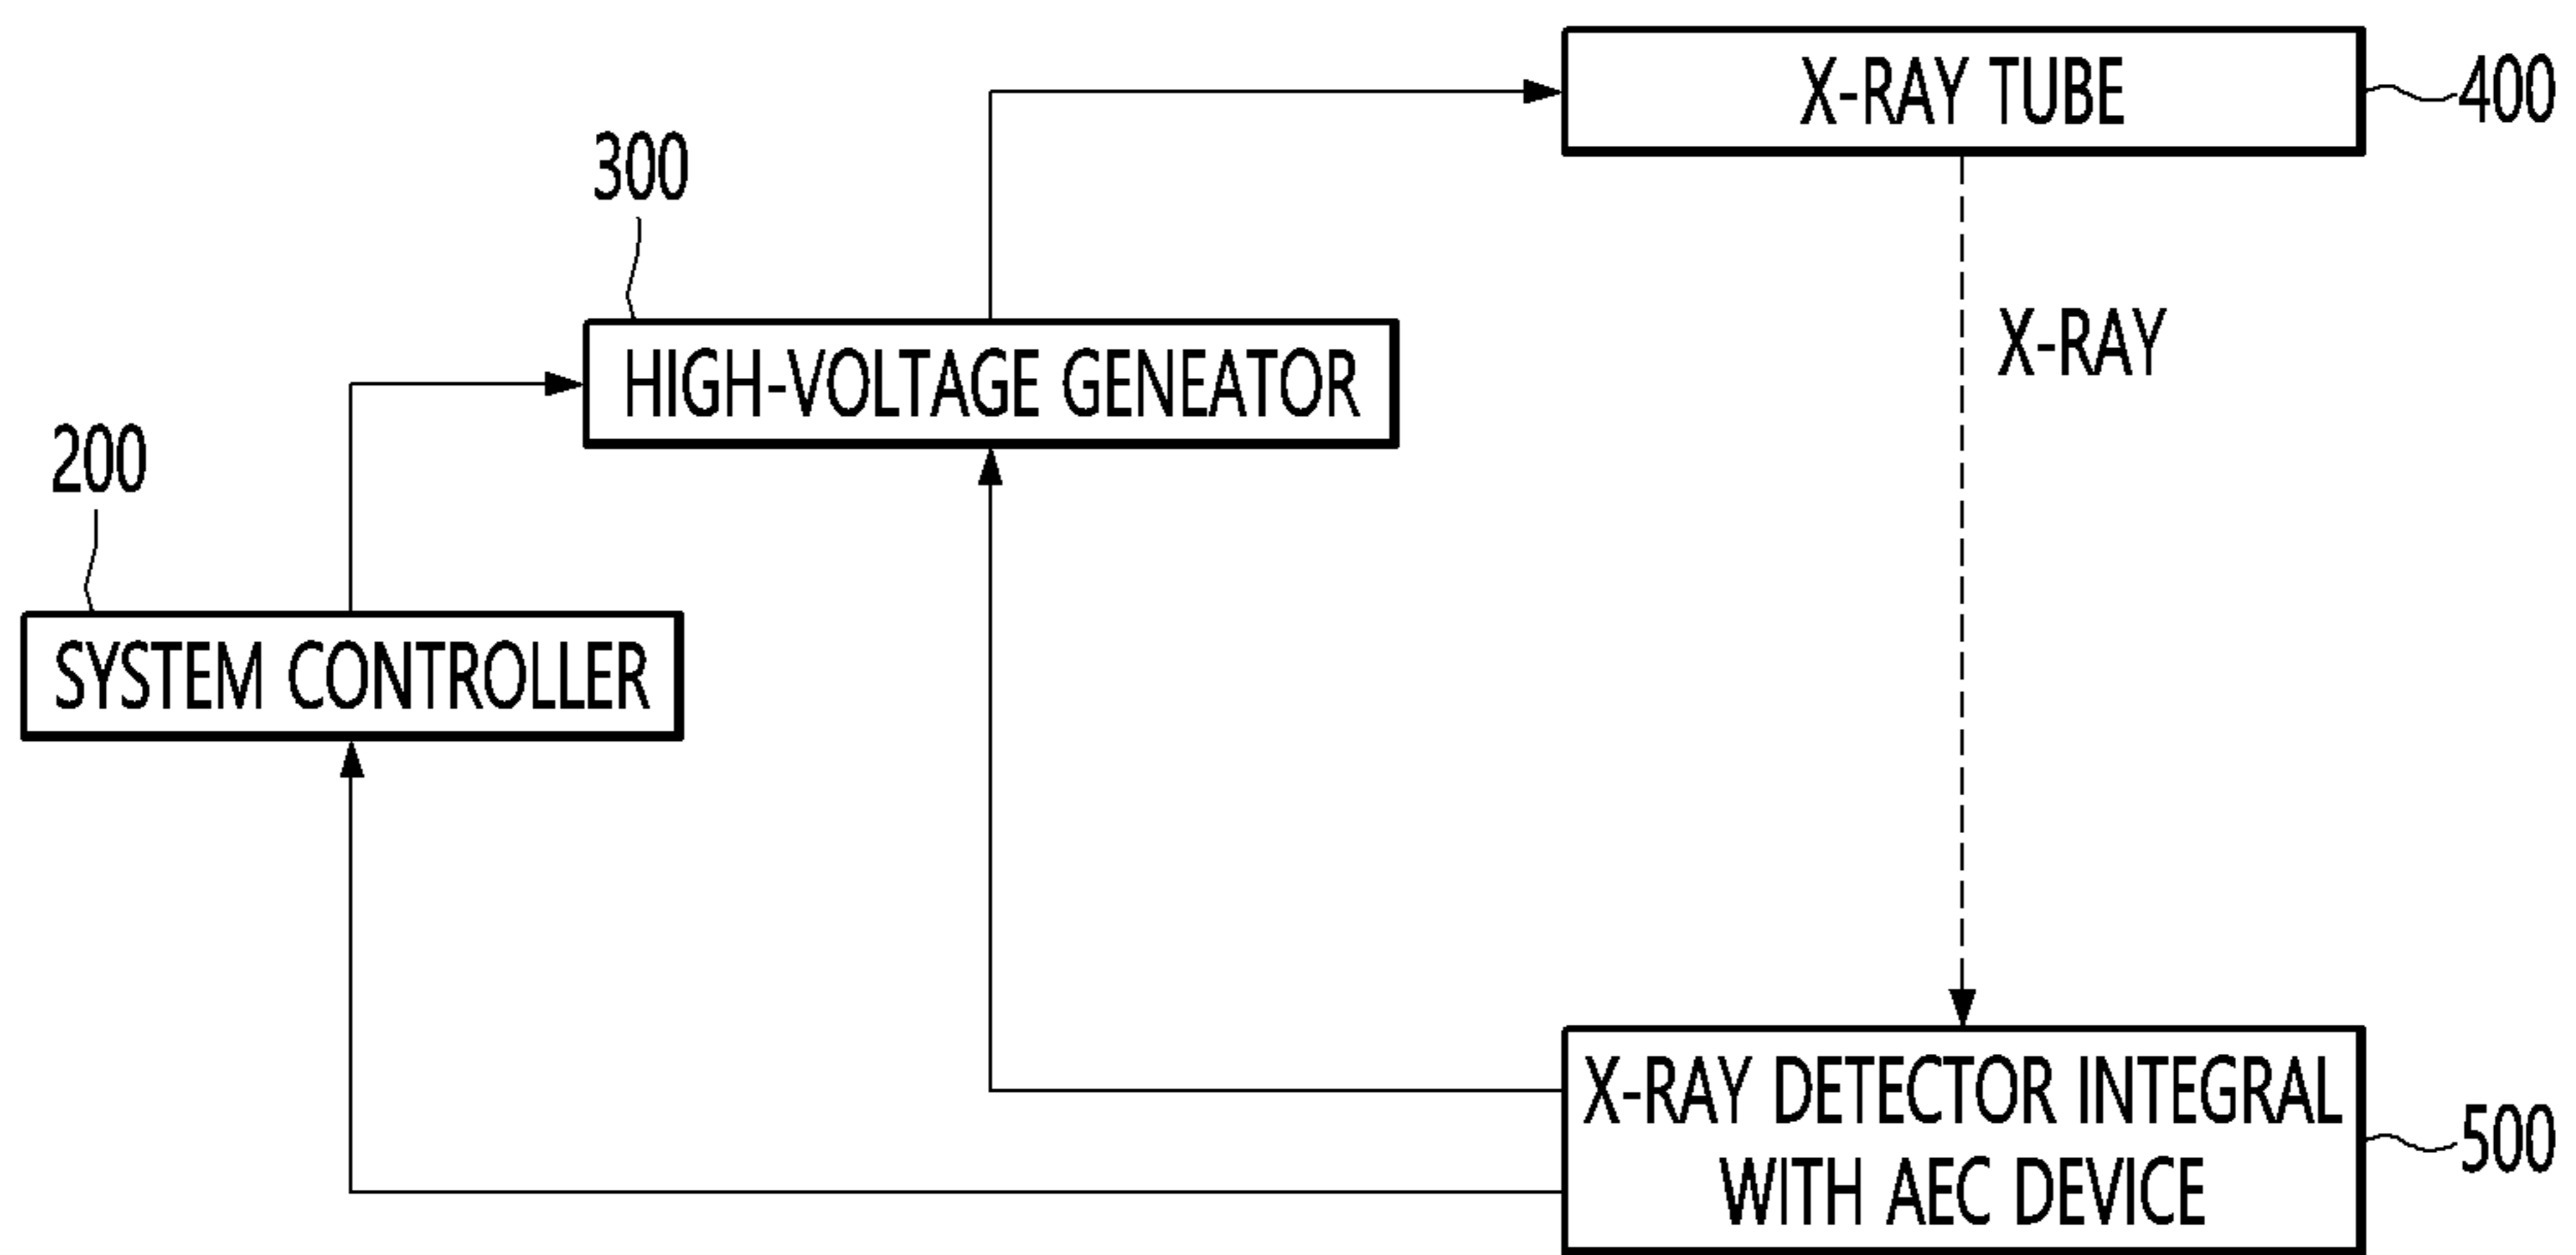 X-RAY TUBE
400
300
X-RAY
HIGH-VOLTAGE GENEATOR
200
SYSTEM CONTROLLER
X-RAY DETECTOR INTEGRAL
WITH AEC DEVICE
500